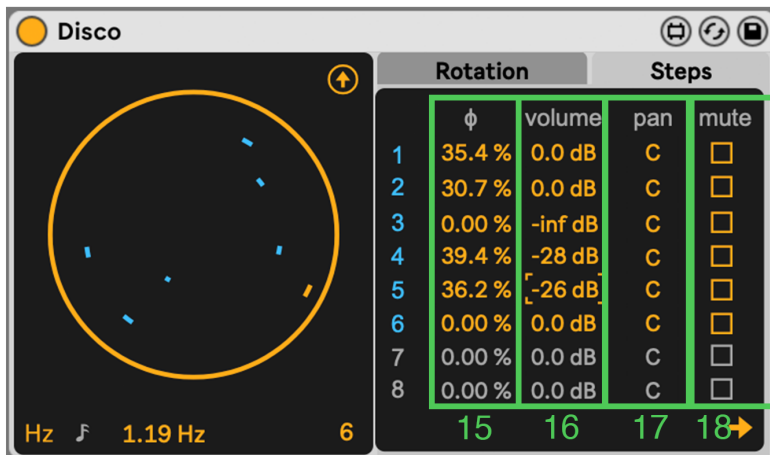 Disco
Rotation Steps
ϕ volume pan mute
1 35.4 % 0.0 dB C
2 30.7 % 0.0 dB C
3 0.00 % -inf dB C
4 39.4 % -28 dB C
5 36.2 % -26 dB C
6 0.00 % 0.0 dB C
7 0.00 % 0.0 dB C
8 0.00 % 0.0 dB C
Hz 1.19 Hz 6
15 16 17 18